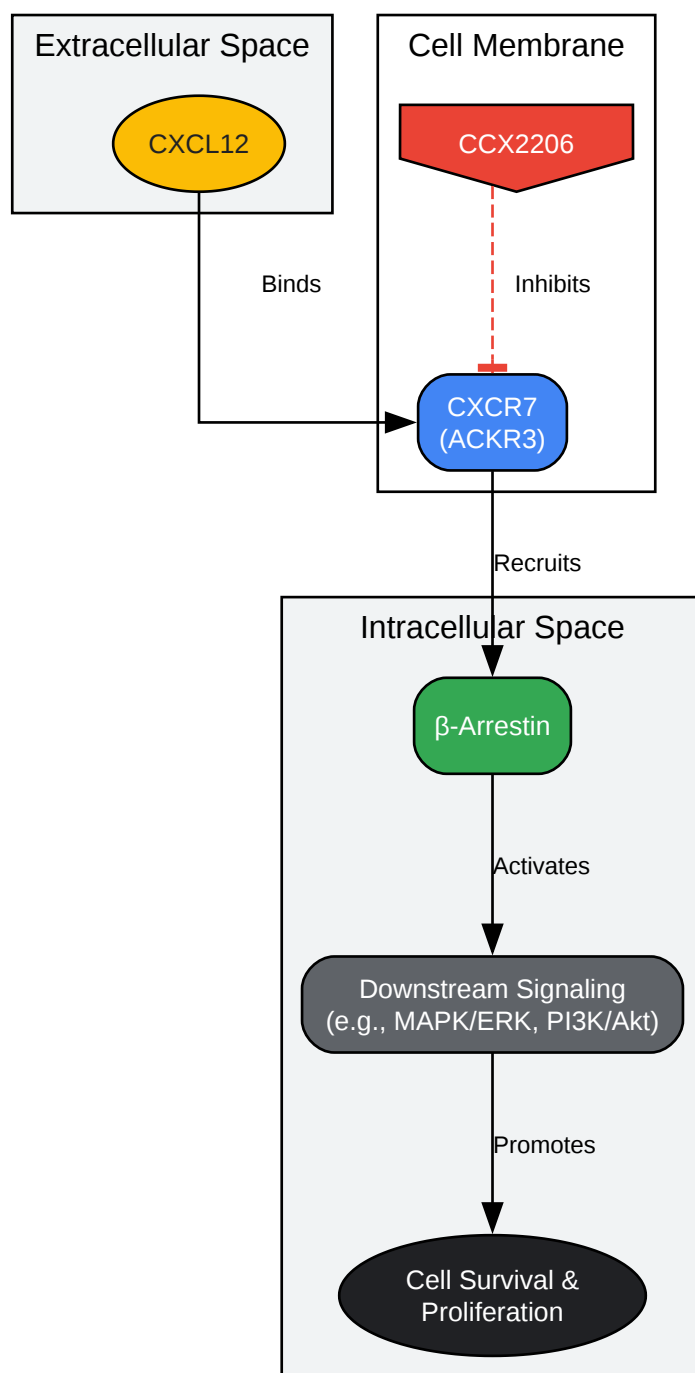 Extracellular Space
Cell Membrane
CXCL12
CCX2206
Binds
Inhibits
CXCR7
(ACKR3)
Recruits
Intracellular Space
β-Arrestin
Activates
Downstream Signaling
(e.g., MAPK/ERK, PI3K/Akt)
Promotes
Cell Survival &
Proliferation